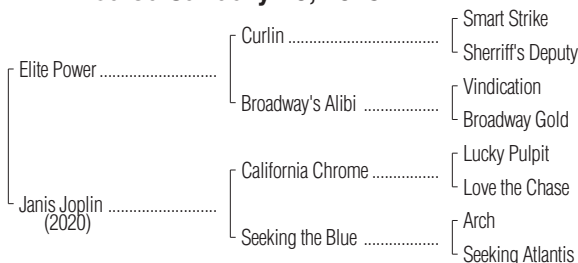 Smart Strike
Curlin
Sherriff's Deputy
Elite Power
Vindication
Broadway's Alibi
Broadway Gold
Lucky Pulpit
California Chrome
Love the Chase
Janis Joplin
(2020)
Arch
Seeking the Blue
Seeking Atlantis